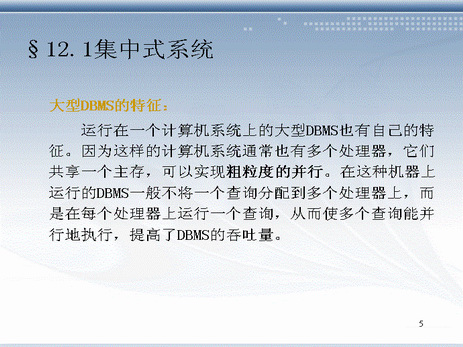 §12.1集中式系统
大型DBMS的特征：
运行在一个计算机系统上的大型DBMS也有自己的特
征。因为这样的计算机系统通常也有多个处理器，它们
共享一个主存，可以实现粗粒度的并行。在这种机器上
运行的DBMS一般不将一个查询分配到多个处理器上，而
是在每个处理器上运行一个查询，从而使多个查询能并
行地执行，提高了DBMS的吞吐量。
5